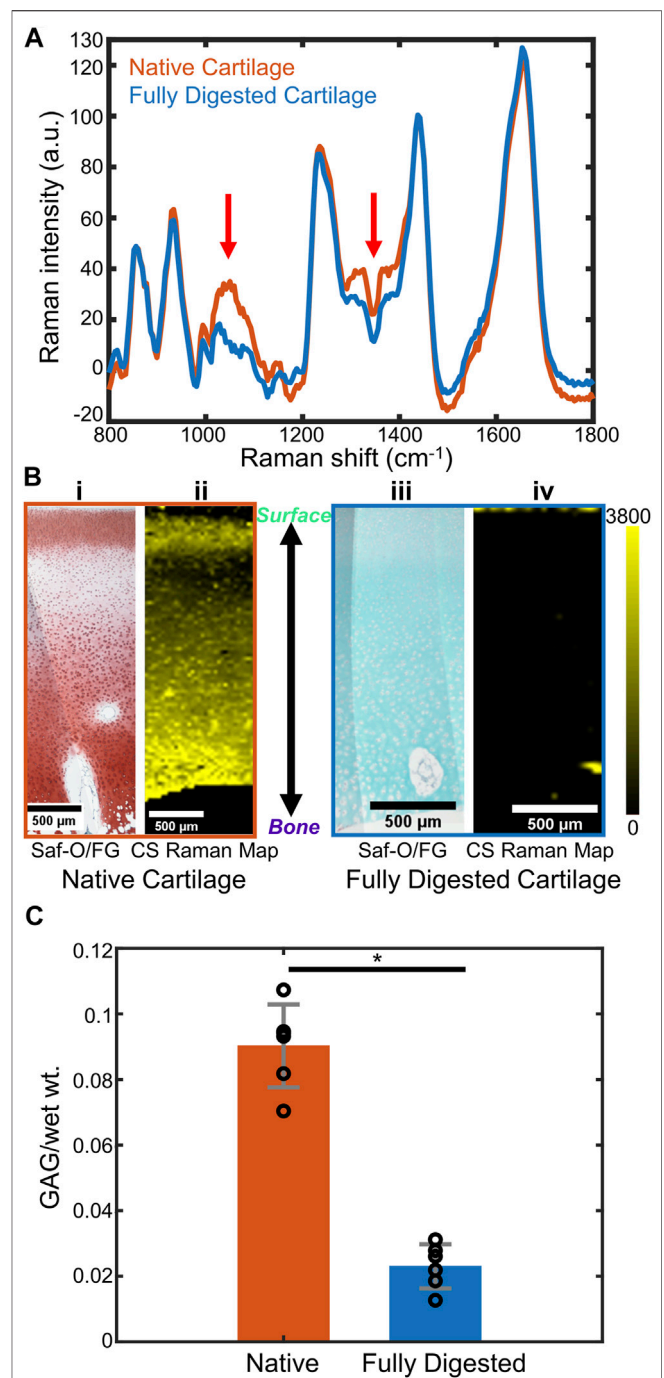 A
130
120
100
80
60
40
20
0
-20
Native Cartilage
Fully Digested Cartilage
Raman intensity (a.u.)
800 1000 1200 1400 1600 1800
Raman shift (cm-1)
B
i ii iii iv
Surface
3800
Bone
0
500 µm 500 µm 500 µm 500 µm
Saf-O/FG CS Raman Map Saf-O/FG CS Raman Map
Native Cartilage Fully Digested Cartilage
C
0.12
0.1
0.08
0.06
0.04
0.02
0
*
GAG/wet wt.
Native Fully Digested